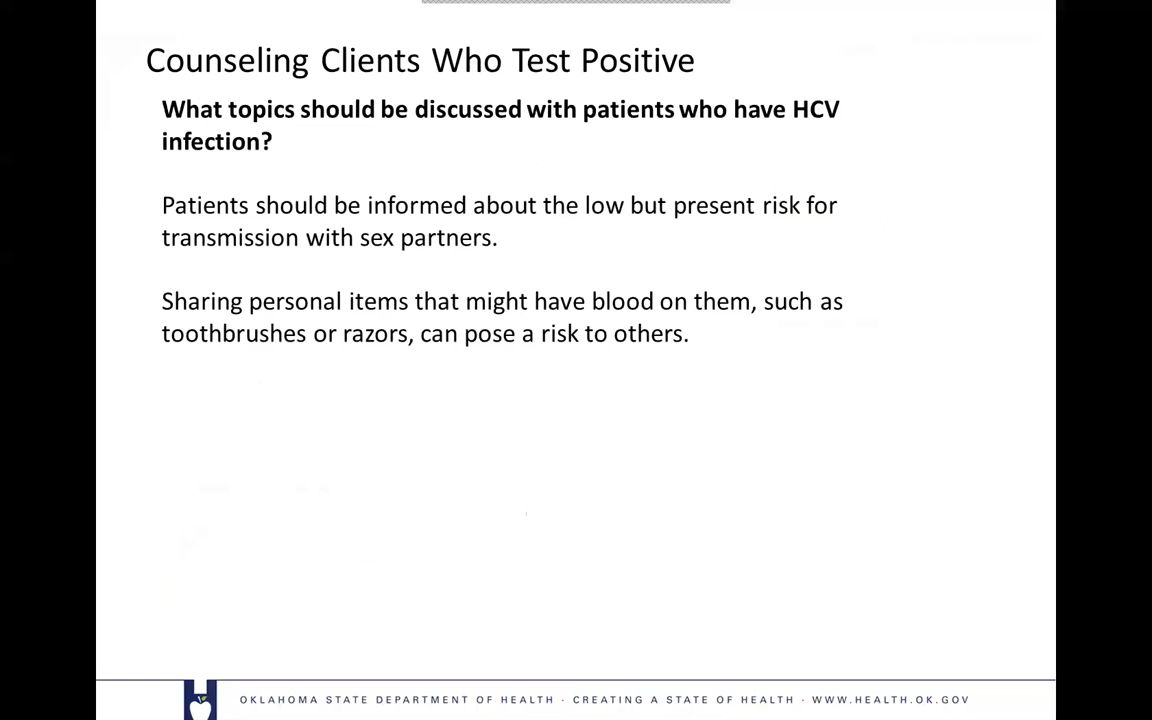 Counseling Clients Who Test Positive
What topics should be discussed with patients who have HCV
infection?
Patients should be informed about the low but present risk for
transmission with sex partners.
Sharing personal items that might have blood on them, such as
toothbrushes or razors, can pose a risk to others.
OKLAHOMA STATE DEPARTMENT OF HEALTH · CREATING A STATE OF HEALTH · WWW.HEALTH.OK.GOV